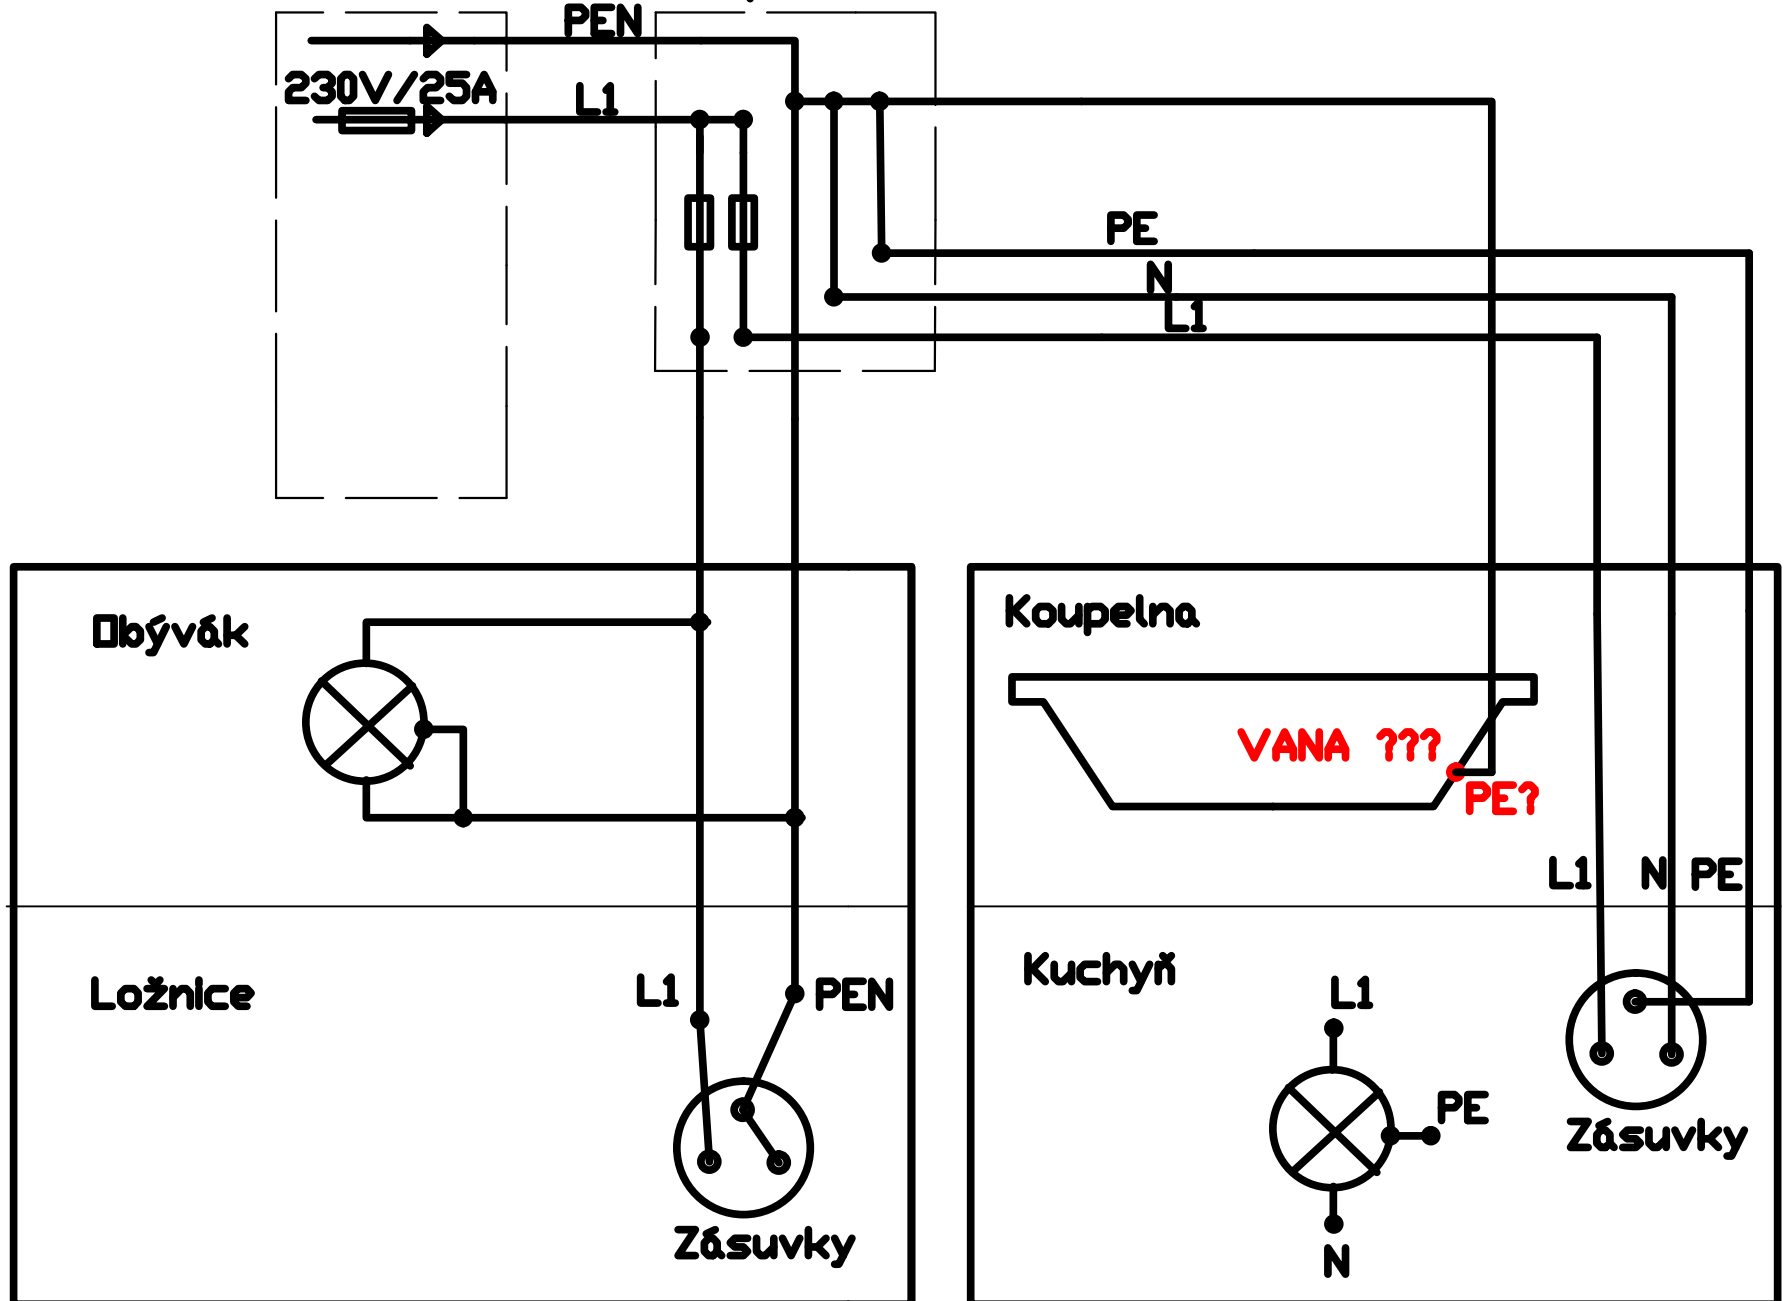 PEN
230V/25A
L1
PE
N
L1
Obývák
Koupelna
VANA ???
PE?
L1 N PE
Ložnice
L1
PEN
Kuchyň
L1
PE
N
Zásuvky
Zásuvky